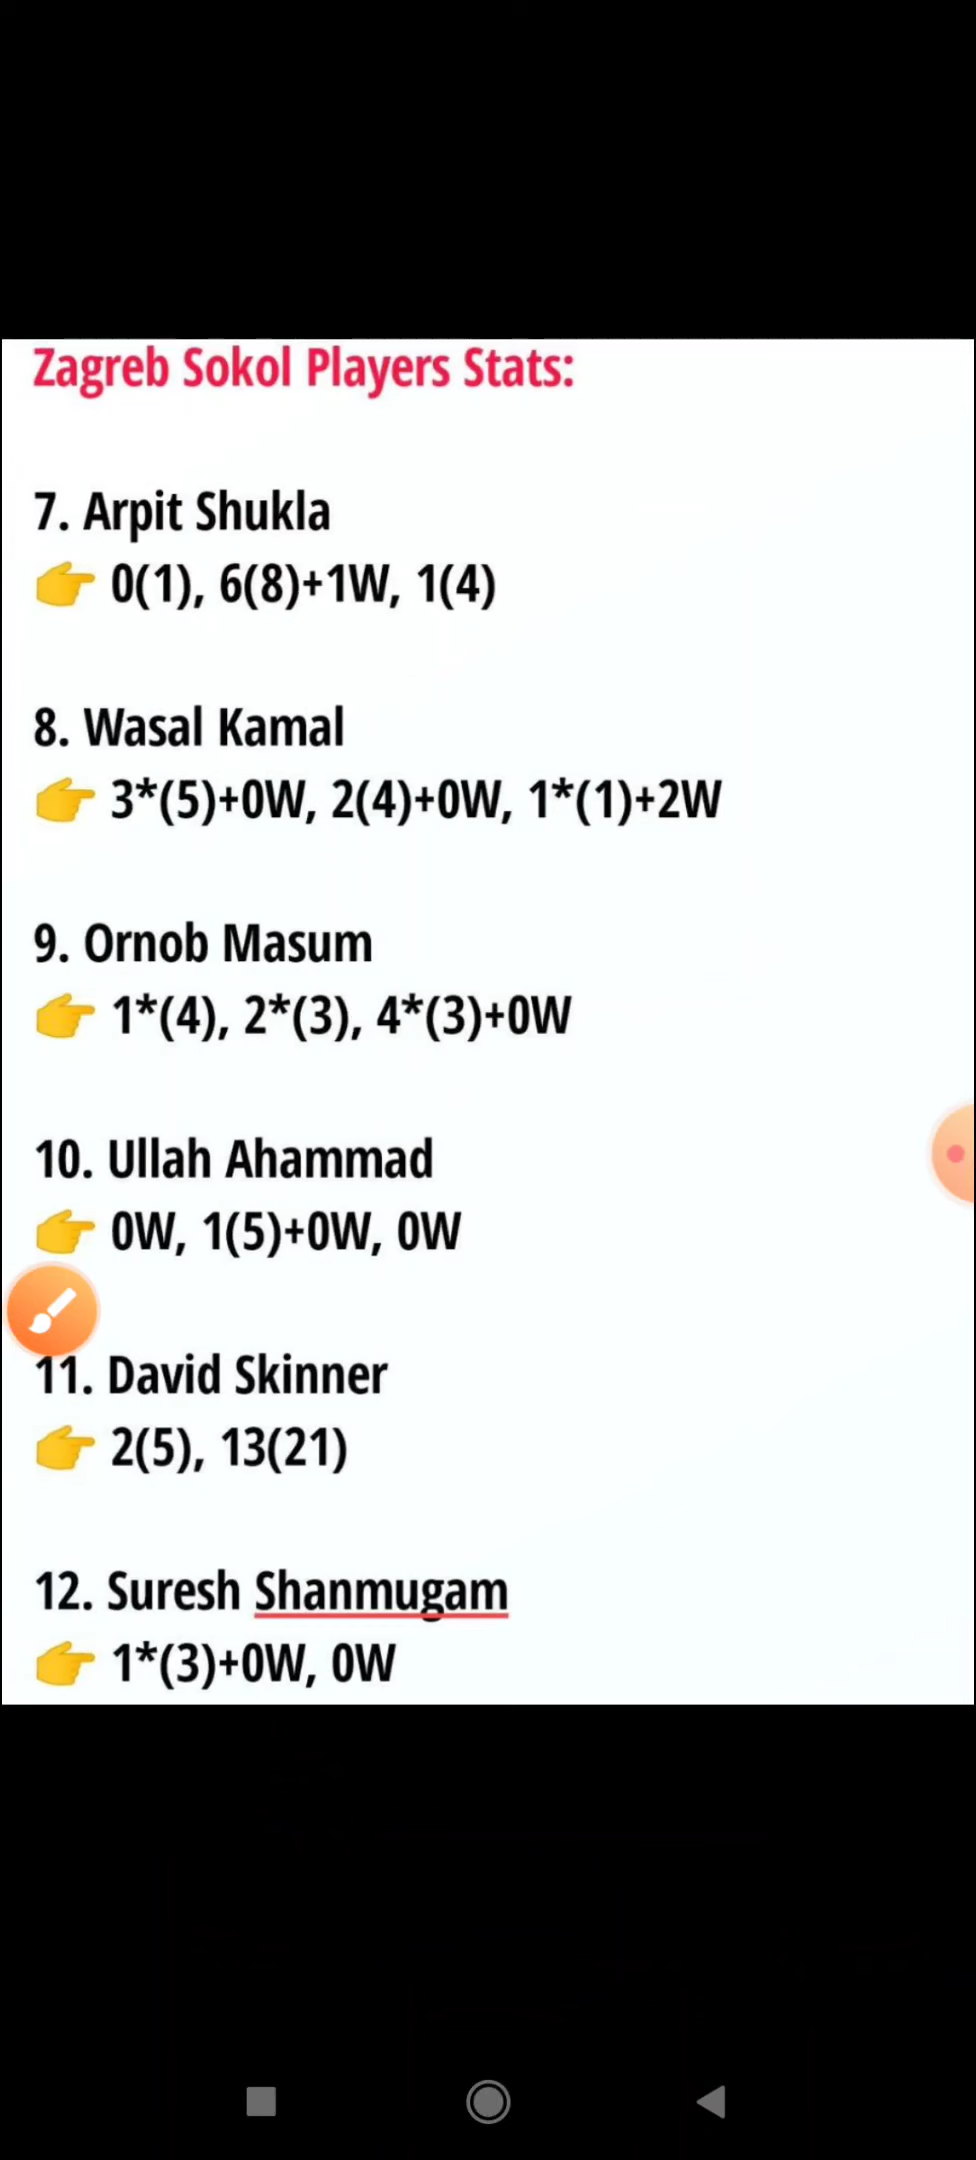 Zagreb Sokol Players Stats:
7. Arpit Shukla
👉 0(1), 6(8)+1W, 1(4)
8. Wasal Kamal
👉 3*(5)+0W, 2(4)+0W, 1*(1)+2W
9. Ornob Masum
👉 1*(4), 2*(3), 4*(3)+0W
10. Ullah Ahammad
👉 0W, 1(5)+0W, 0W
11. David Skinner
👉 2(5), 13(21)
12. Suresh Shanmugam
👉 1*(3)+0W, 0W